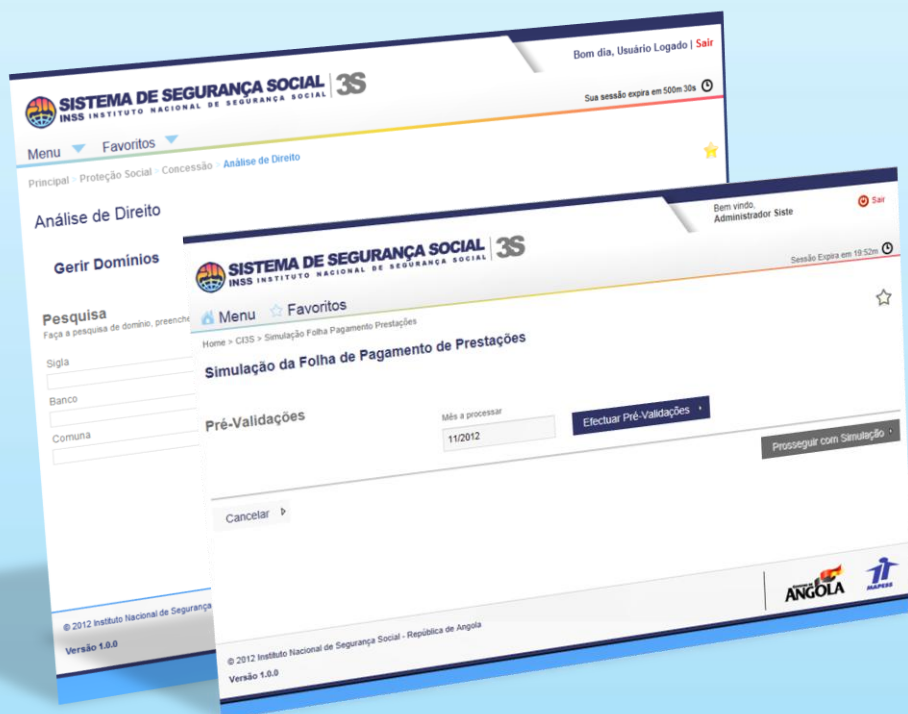 Bom dia, Usuário Logado | Sair
SISTEMA DE SEGURANÇA SOCIAL 3S
INSS INSTITUTO NACIONAL DE SEGURANÇA SOCIAL
Sua sessão expira em 500m 30s
Menu Favoritos
Principal > Proteção Social > Concessão > Análise de Direito
Análise de Direito
Gerir Domínios
Pesquisa
Faça a pesquisa de domínio,
Sigla
Banco
Comuna
© 2012 Instituto Nacional de Segurança
Versão 1.0.0
Bem vindo,
Administrador Siste
Sair
SISTEMA DE SEGURANÇA SOCIAL 3S
INSS INSTITUTO NACIONAL DE SEGURANÇA SOCIAL
Sessão Expira em 19:52m
Menu Favoritos
Home > CI3S > Simulação Folha Pagamento Prestações
Simulação da Folha de Pagamento de Prestações
Pré-Validações
Mês a processar
11/2012
Efectuar Pré-Validações
Prosseguir com Simulação
Cancelar
ANGOLA
MAPESS
© 2012 Instituto Nacional de Segurança Social - República de Angola
Versão 1.0.0